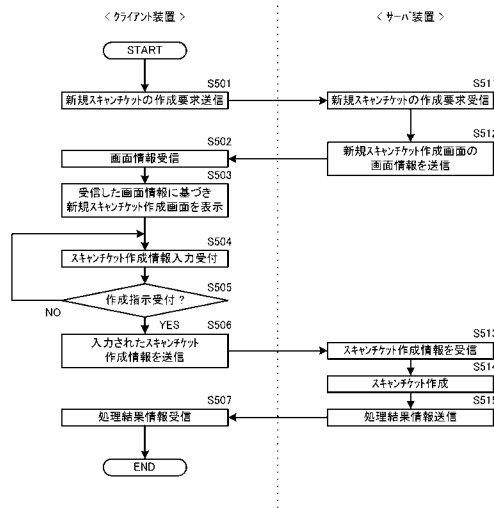 < クライアント装置 >
< サーバ装置 >
START
S501
新規スキャンチケットの作成要求送信
S511
新規スキャンチケットの作成要求受信
S512
新規スキャンチケット作成画面の
画面情報を送信
S502
画面情報受信
S503
受信した画面情報に基づき
新規スキャンチケット作成画面を表示
S504
スキャンチケット作成情報入力受付
S505
作成指示受付？
NO
YES
S506
入力されたスキャンチケット
作成情報を送信
S513
スキャンチケット作成情報を受信
S514
スキャンチケット作成
S515
処理結果情報送信
S507
処理結果情報受信
END